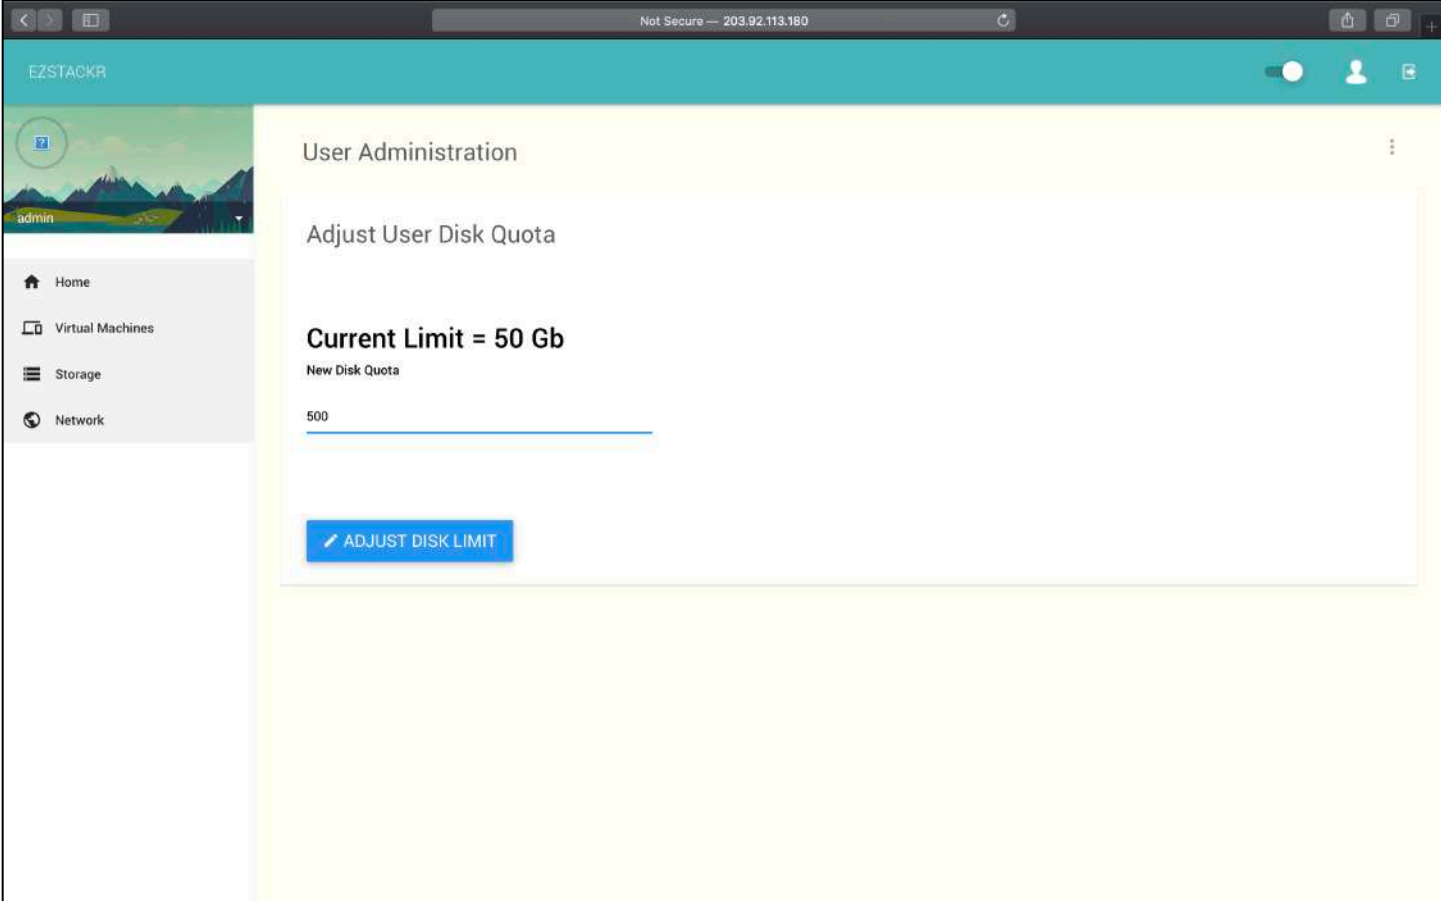 Not Secure — 203.92.113.180
EZSTACKR
admin
Home
Virtual Machines
Storage
Network
User Administration
Adjust User Disk Quota
Current Limit = 50 Gb
New Disk Quota
500
ADJUST DISK LIMIT